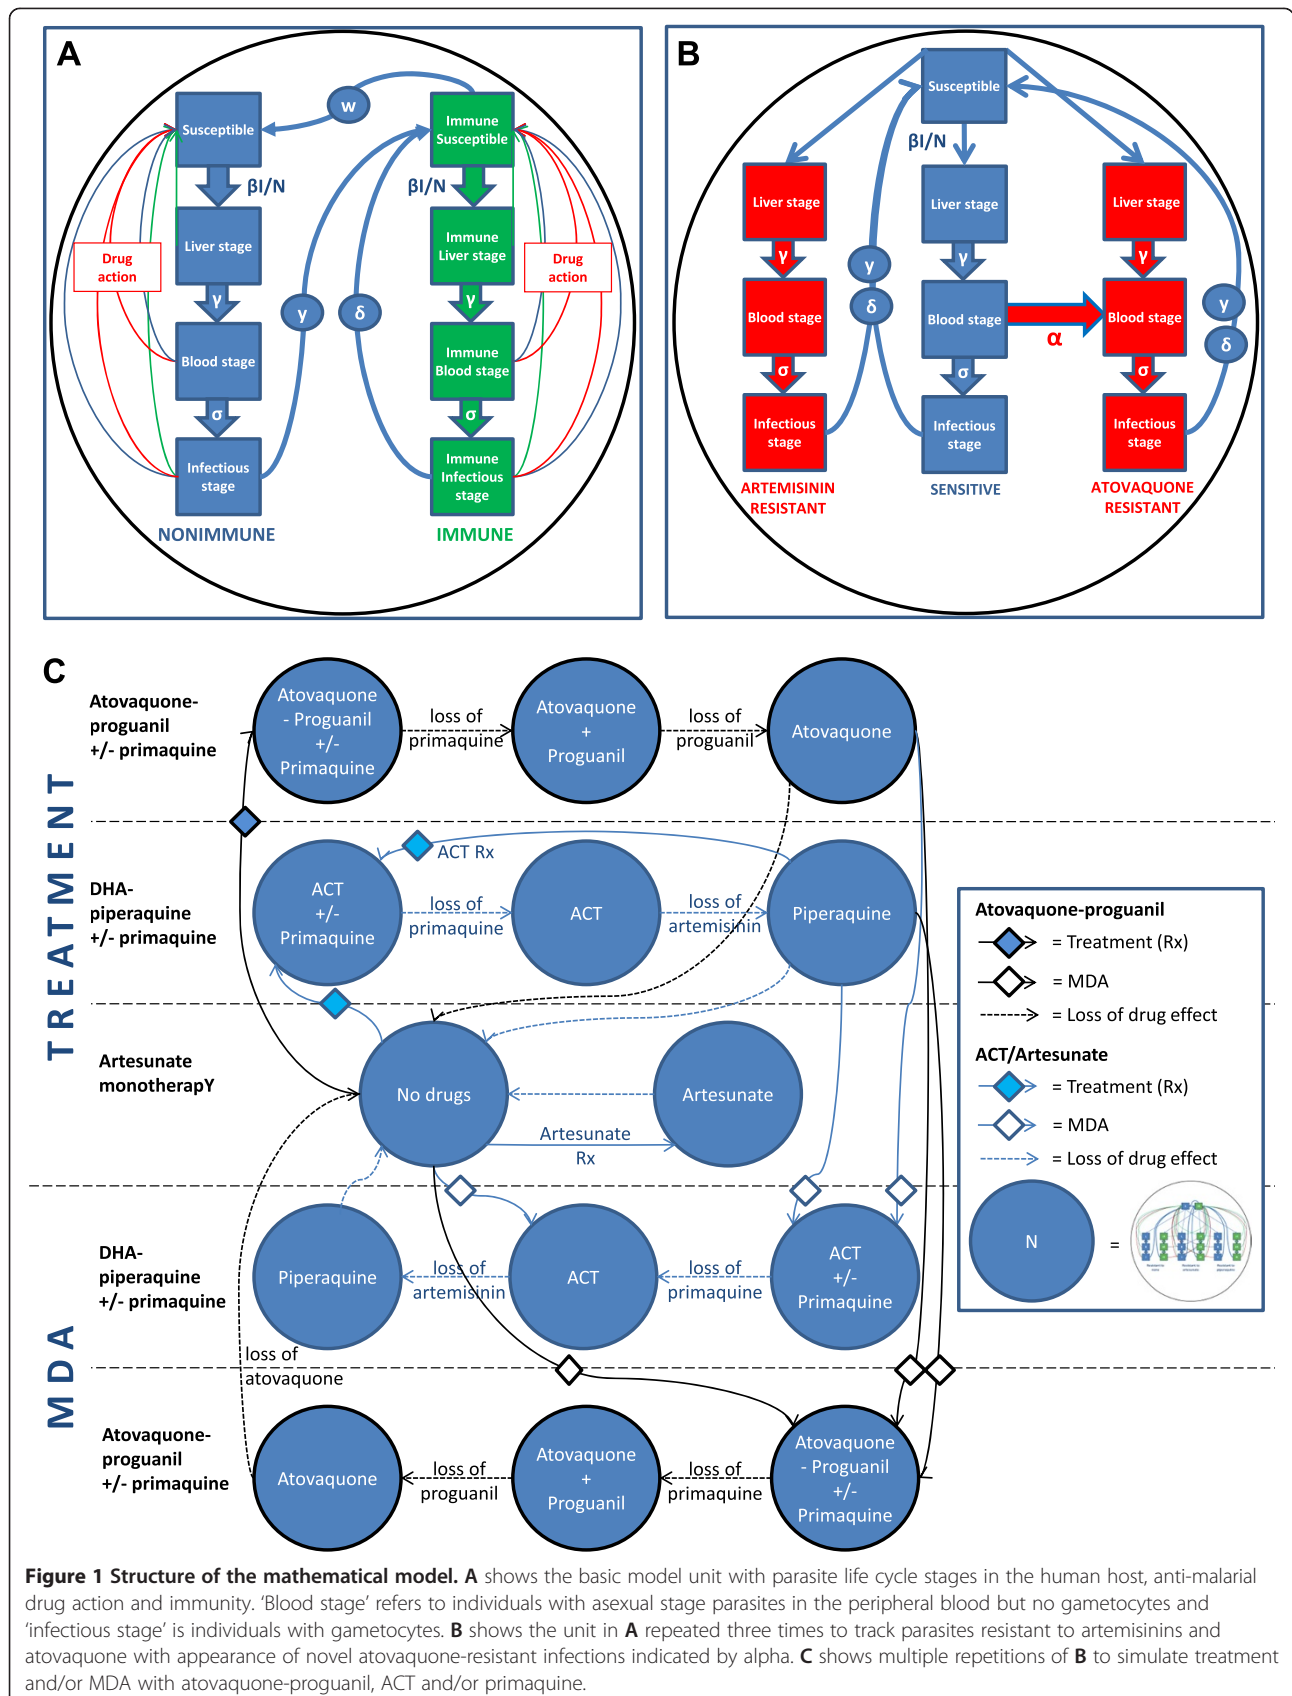 A
w
Susceptible
Immune
Susceptible
βI/N
βI/N
Liver stage
Immune
Liver stage
Drug
action
Drug
action
γ
y
δ
γ
Blood stage
Immune
Blood stage
σ
σ
Infectious
stage
Immune
Infectious
stage
NONIMMUNE
IMMUNE
B
Susceptible
βI/N
Liver stage
Liver stage
Liver stage
γ
γ
γ
y
δ
y
δ
Blood stage
Blood stage
Blood stage
α
σ
σ
σ
Infectious
stage
Infectious
stage
Infectious
stage
ARTEMISININ
RESISTANT
SENSITIVE
ATOVAQUONE
RESISTANT
C
TREATMENT
Atovaquone-
proguanil
+/- primaquine
Atovaquone
- Proguanil
+/-
Primaquine
loss of
primaquine
Atovaquone
+
Proguanil
loss of
proguanil
Atovaquone
DHA-
piperaquine
+/- primaquine
ACT Rx
ACT
+/-
Primaquine
loss of
primaquine
ACT
loss of
artemisinin
Piperaquine
Artesunate
monotherapY
No drugs
Artesunate
Artesunate
Rx
MDA
DHA-
piperaquine
+/- primaquine
Piperaquine
loss of
artemisinin
ACT
loss of
primaquine
ACT
+/-
Primaquine
loss of
atovaquone
Atovaquone-
proguanil
+/- primaquine
Atovaquone
loss of
proguanil
Atovaquone
+
Proguanil
loss of
primaquine
Atovaquone
- Proguanil
+/-
Primaquine
Atovaquone-proguanil
= Treatment (Rx)
= MDA
= Loss of drug effect
ACT/Artesunate
= Treatment (Rx)
= MDA
= Loss of drug effect
N
=
Figure 1 Structure of the mathematical model. A shows the basic model unit with parasite life cycle stages in the human host, anti-malarial
drug action and immunity. ‘Blood stage’ refers to individuals with asexual stage parasites in the peripheral blood but no gametocytes and
‘infectious stage’ is individuals with gametocytes. B shows the unit in A repeated three times to track parasites resistant to artemisinins and
atovaquone with appearance of novel atovaquone-resistant infections indicated by alpha. C shows multiple repetitions of B to simulate treatment
and/or MDA with atovaquone-proguanil, ACT and/or primaquine.